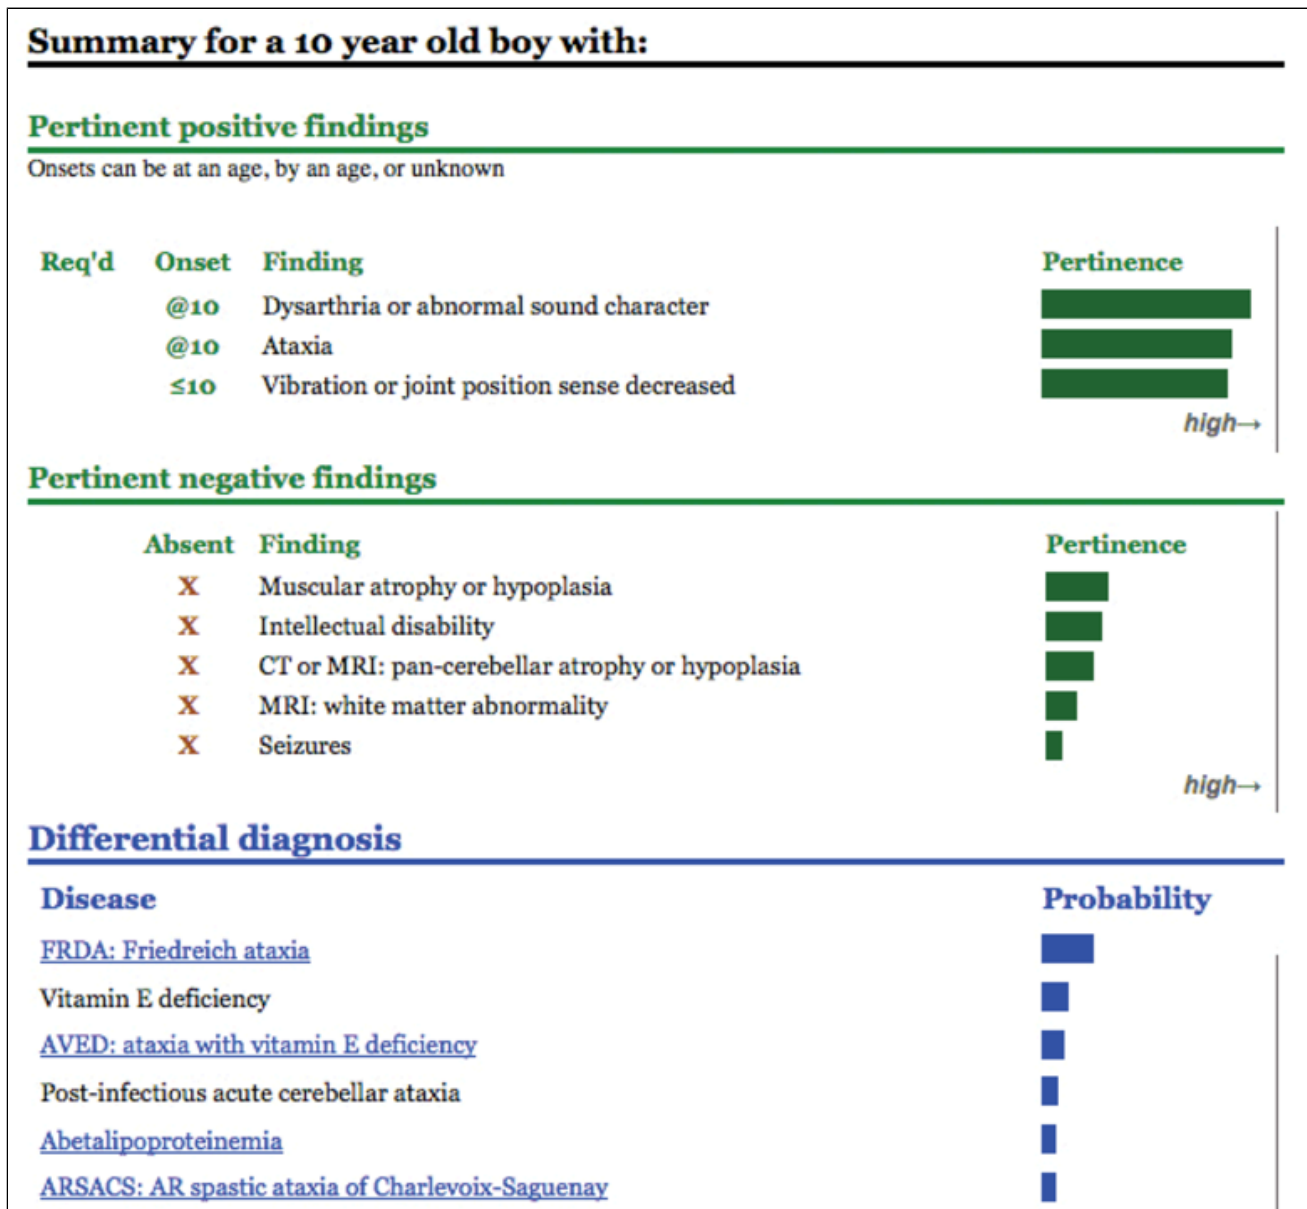 Summary for a 10 year old boy with:
Pertinent positive findings
Onsets can be at an age, by an age, or unknown
Req'd Onset Finding Pertinence
@10 Dysarthria or abnormal sound character
@10 Ataxia
≤10 Vibration or joint position sense decreased
high→
Pertinent negative findings
Absent Finding Pertinence
X Muscular atrophy or hypoplasia
X Intellectual disability
X CT or MRI: pan-cerebellar atrophy or hypoplasia
X MRI: white matter abnormality
X Seizures
high→
Differential diagnosis
Disease Probability
FRDA: Friedreich ataxia
Vitamin E deficiency
AVED: ataxia with vitamin E deficiency
Post-infectious acute cerebellar ataxia
Abetalipoproteinemia
ARSACS: AR spastic ataxia of Charlevoix-Saguenay